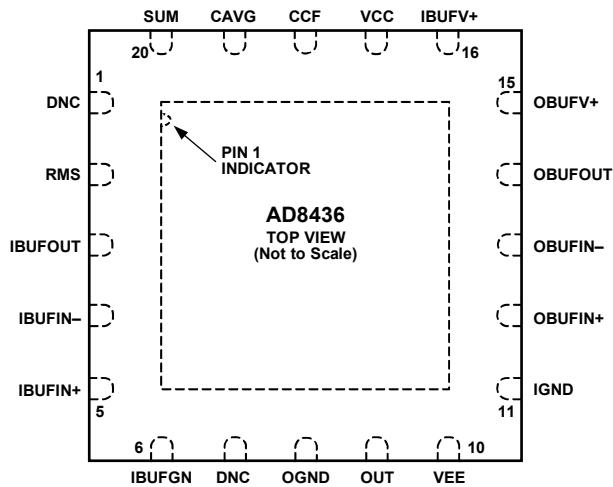 SUM CAVG CCF VCC IBUFV+
20 16
1 15
DNC OBUFV+
PIN 1
INDICATOR
RMS OBUFOUT
AD8436
TOP VIEW
(Not to Scale)
IBUFOUT OBUFIN–
IBUFIN– OBUFIN+
IBUFIN+ IGND
5 11
6 10
IBUFGN DNC OGND OUT VEE